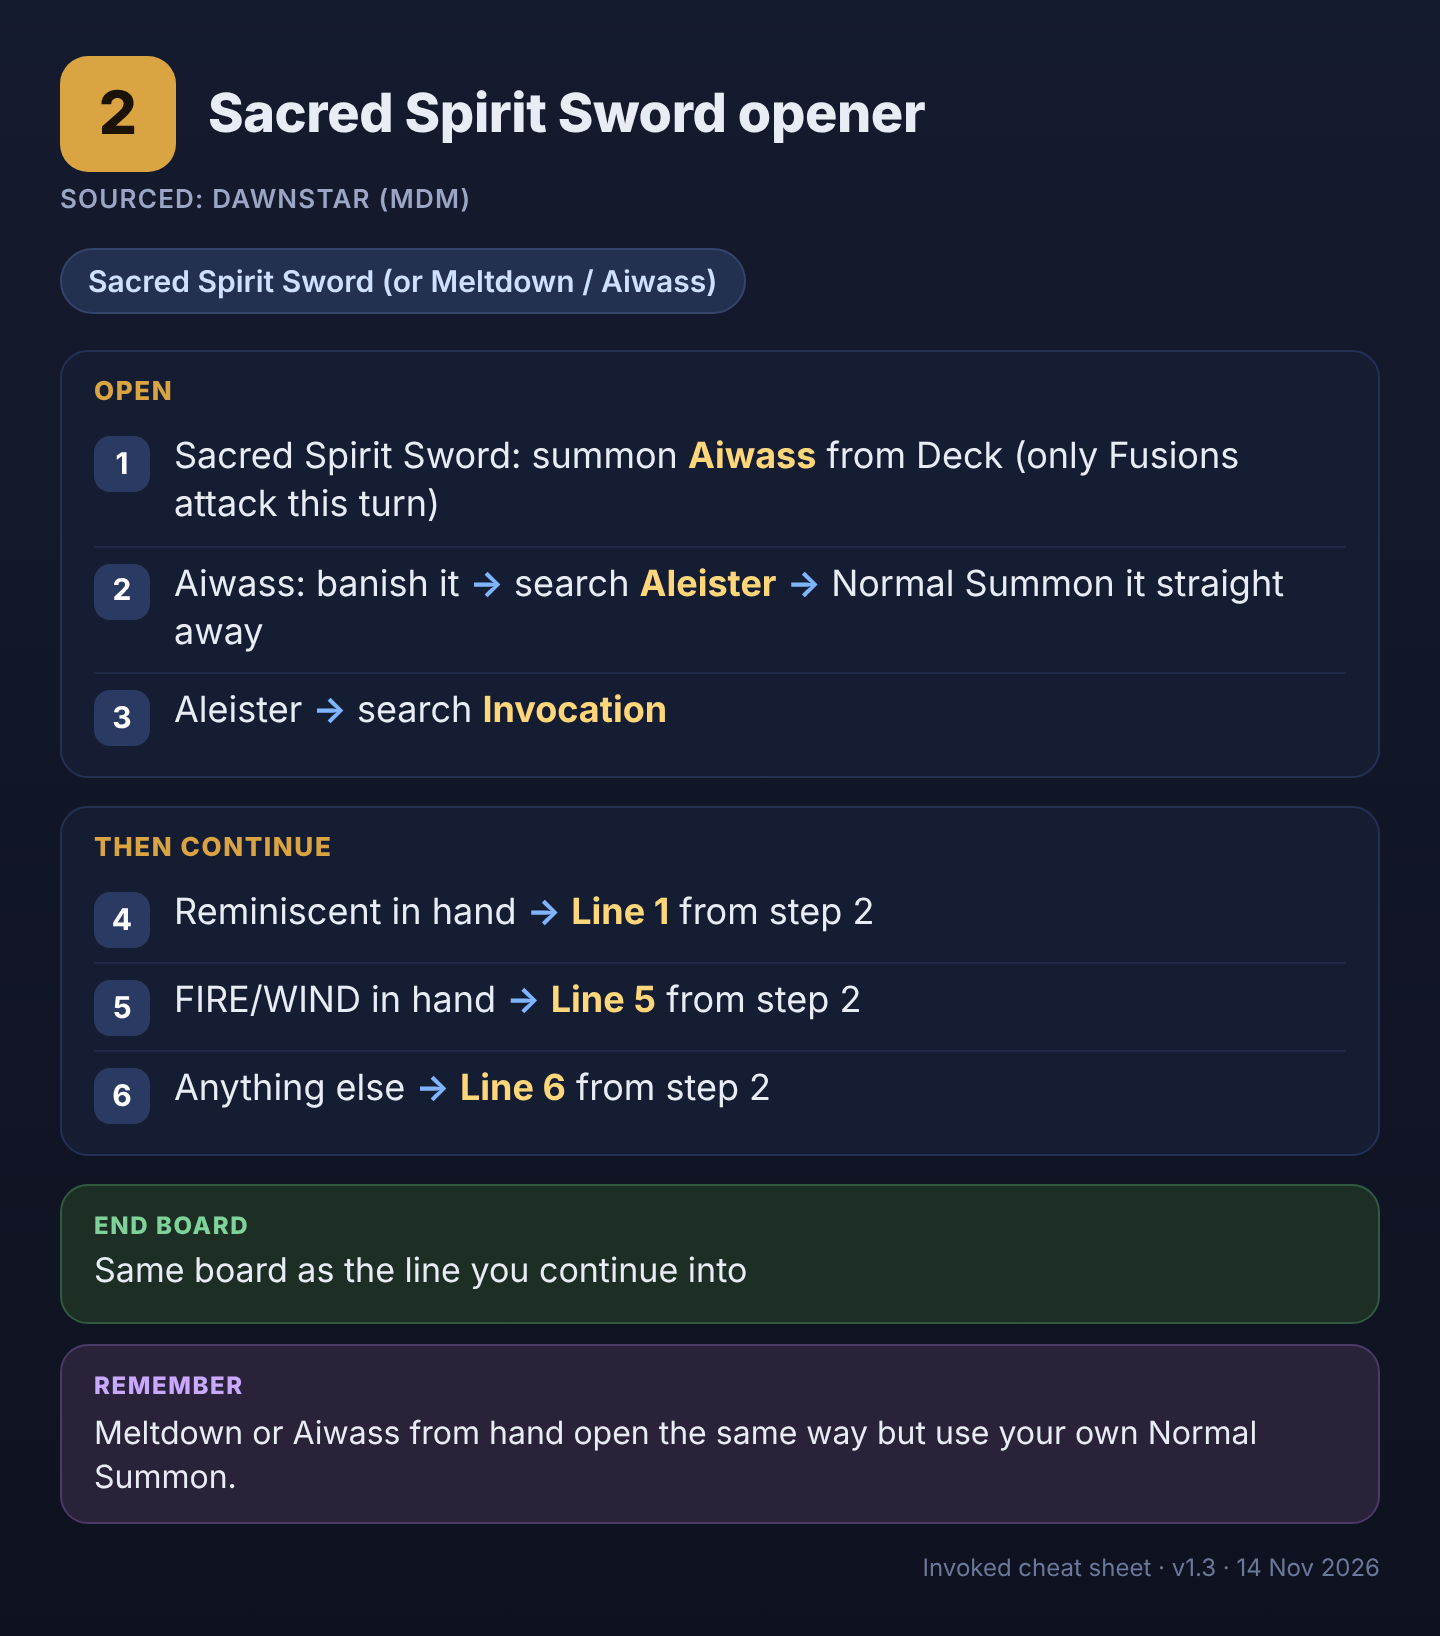 2
Sacred Spirit Sword opener
SOURCED: DAWNSTAR (MDM)
Sacred Spirit Sword (or Meltdown / Aiwass)
OPEN
1 Sacred Spirit Sword: summon Aiwass from Deck (only Fusions
attack this turn)
2 Aiwass: banish it → search Aleister → Normal Summon it straight
away
3 Aleister → search Invocation
THEN CONTINUE
4 Reminiscent in hand → Line 1 from step 2
5 FIRE/WIND in hand → Line 5 from step 2
6 Anything else → Line 6 from step 2
END BOARD
Same board as the line you continue into
REMEMBER
Meltdown or Aiwass from hand open the same way but use your own Normal
Summon.
Invoked cheat sheet · v1.3 · 14 Nov 2026